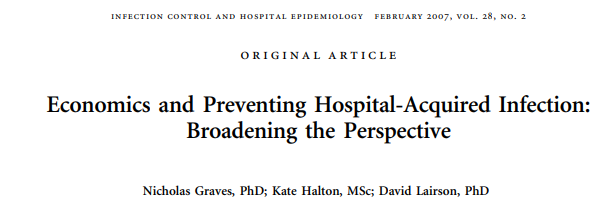 INFECTION CONTROL AND HOSPITAL EPIDEMIOLOGY FEBRUARY 2007, VOL. 28, NO. 2
ORIGINAL ARTICLE
Economics and Preventing Hospital-Acquired Infection:
Broadening the Perspective
Nicholas Graves, PhD; Kate Halton, MSc; David Lairson, PhD